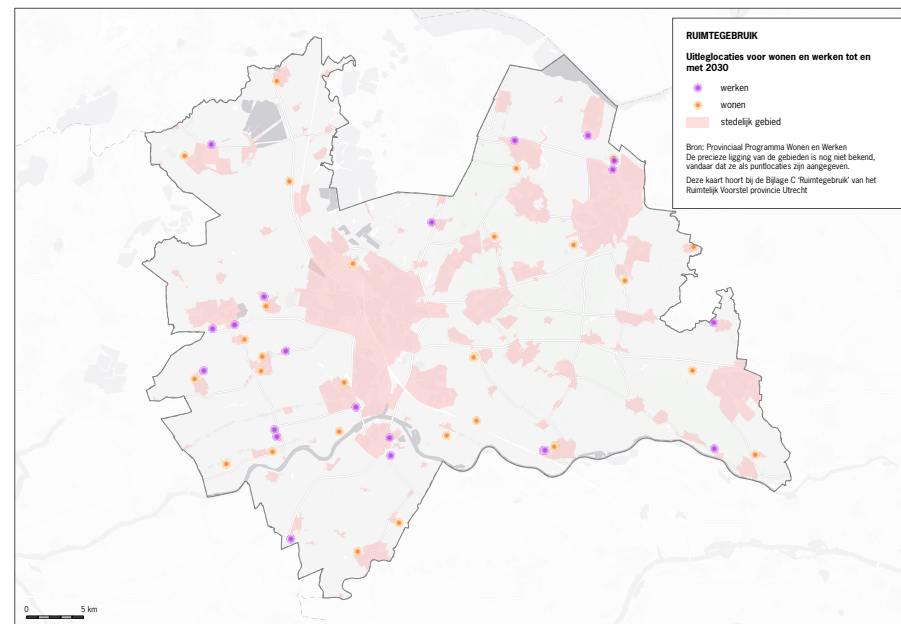 RUIMTEGEBRUIK
Uitleglocaties voor wonen en werken tot en
met 2030
werken
wonen
stedelijk gebied
Bron: Provinciaal Programma Wonen en Werken
De precieze ligging van de gebieden is nog niet bekend,
vandaar dat ze als puntlocaties zijn aangegeven.
Deze kaart hoort bij de Bijlage C 'Ruimtegebruik' van het
Ruimtelijk Voorstel provincie Utrecht
0 5 km